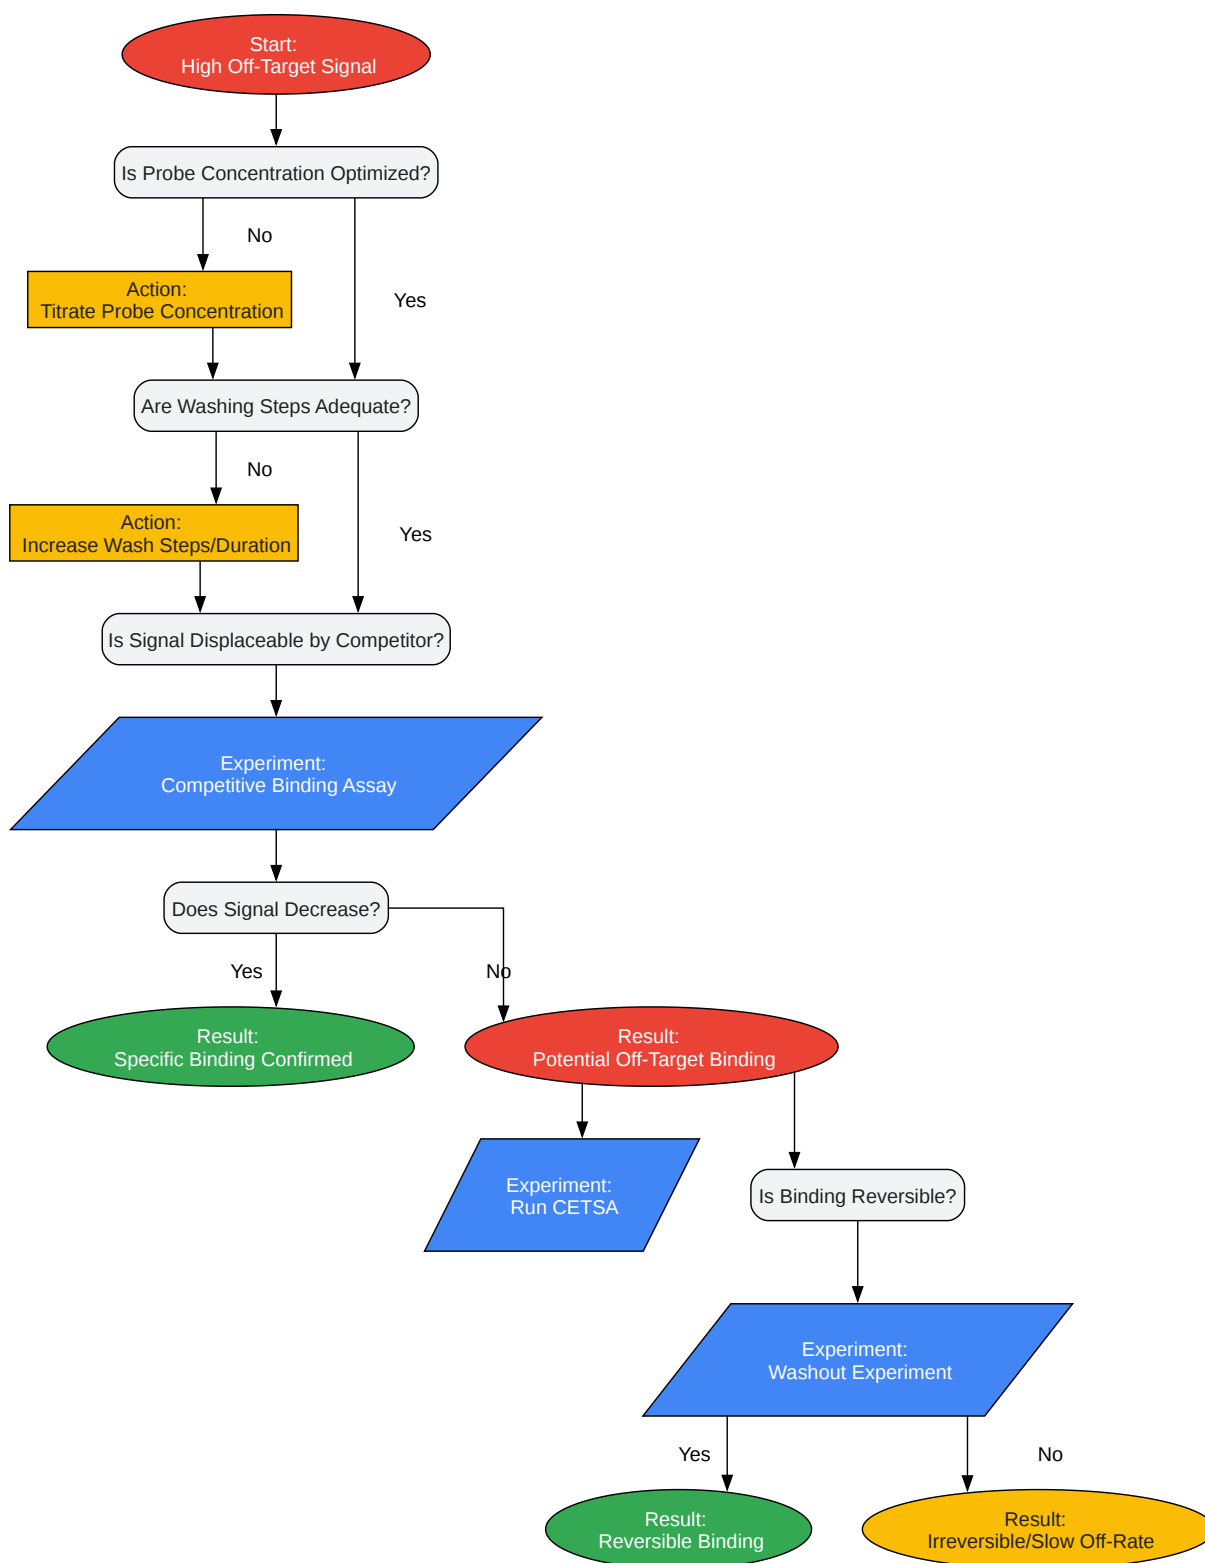 Start:
High Off-Target Signal
Is Probe Concentration Optimized?
No
Action:
Titrate Probe Concentration
Yes
Are Washing Steps Adequate?
No
Action:
Increase Wash Steps/Duration
Yes
Is Signal Displaceable by Competitor?
Experiment:
Competitive Binding Assay
Does Signal Decrease?
Yes
No
Result:
Specific Binding Confirmed
Result:
Potential Off-Target Binding
Experiment:
Run CETSA
Is Binding Reversible?
Experiment:
Washout Experiment
Yes
No
Result:
Reversible Binding
Result:
Irreversible/Slow Off-Rate